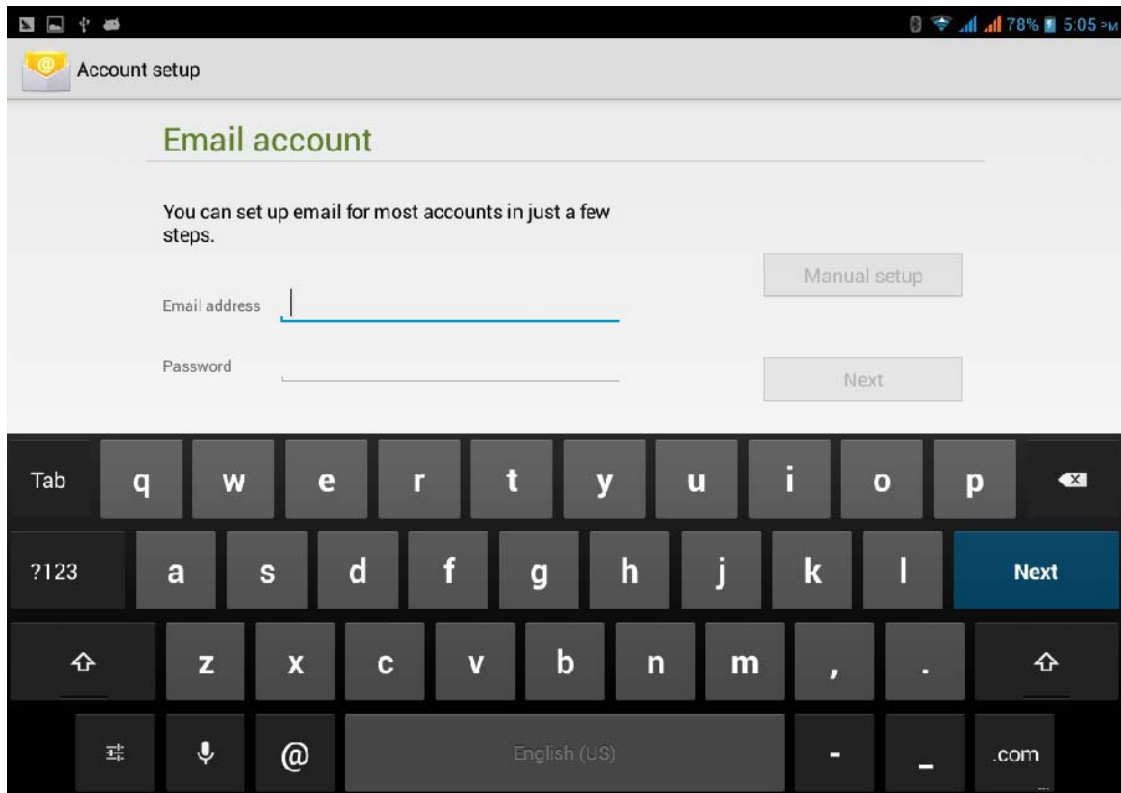 78% 5:05 PM
Account setup
Email account
You can set up email for most accounts in just a few
steps.
Manual setup
Email address
Password
Next
Tab q w e r t y u i o p
?123 a s d f g h j k l Next
z x c v b n m , .
@ English (US) - _ .com